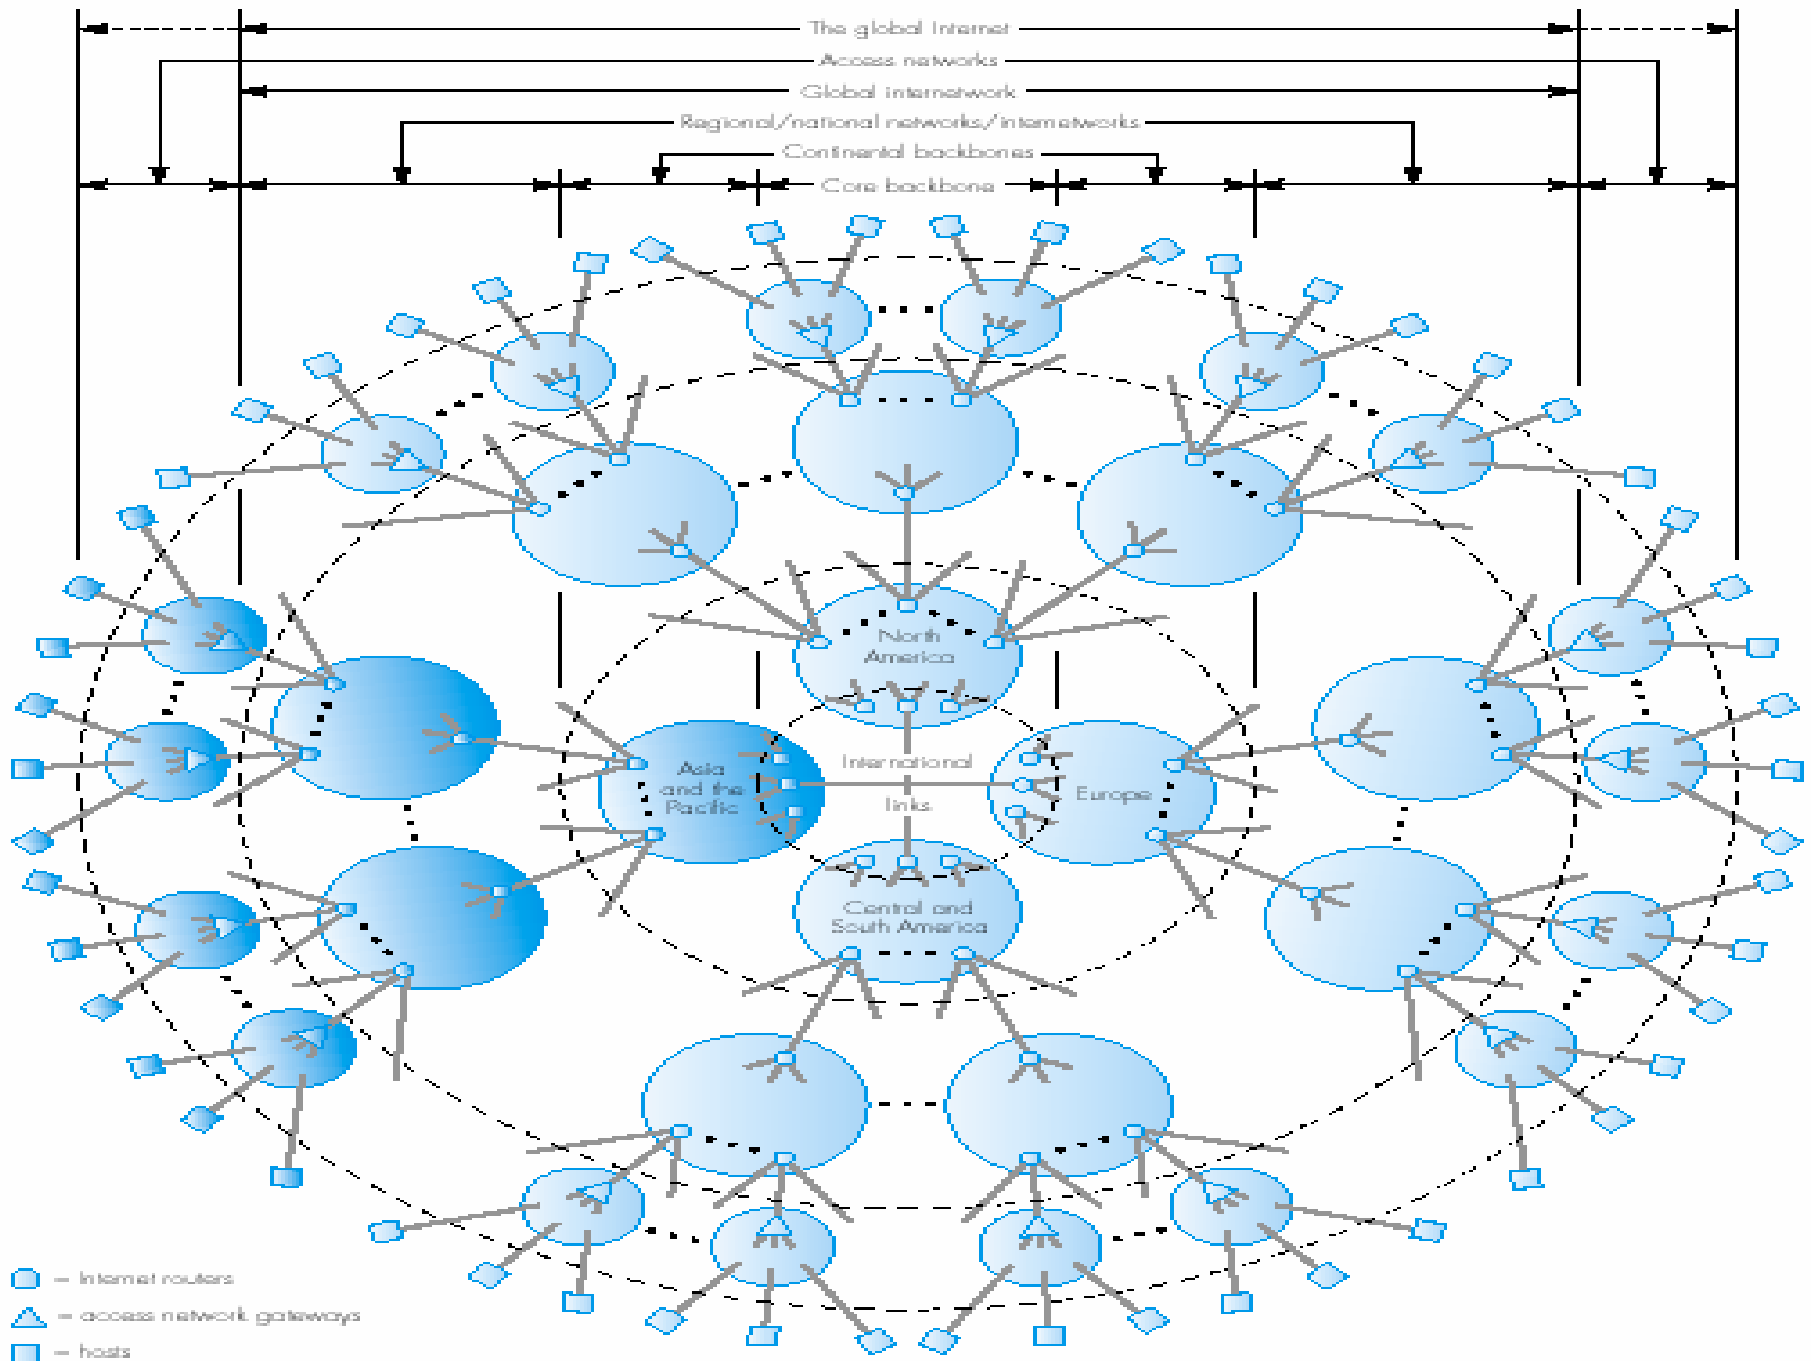 The global Internet
Access networks
Global internetwork
Regional/national networks/internetworks
Continental backbones
Core backbone
North
America
International
Asia
and the
Pacific
Europe
links
Central and
South America
= Internet routers
= access network gateways
= hosts